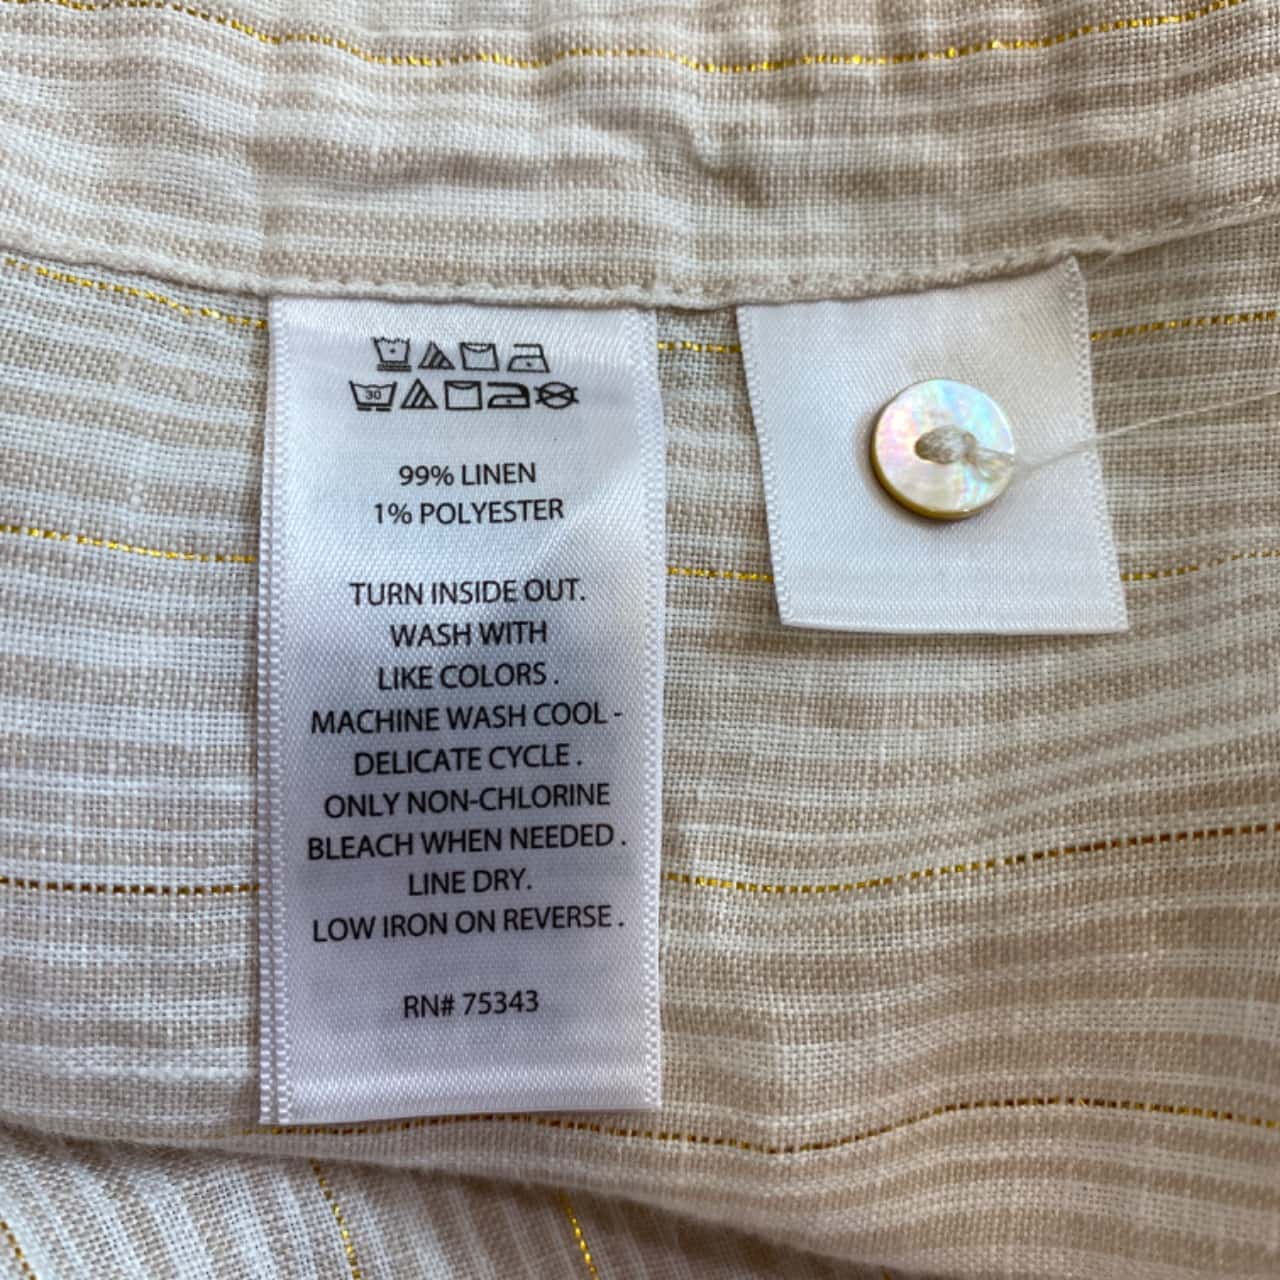 30
99% LINEN
1% POLYESTER
TURN INSIDE OUT.
WASH WITH
LIKE COLORS .
MACHINE WASH COOL -
DELICATE CYCLE .
ONLY NON-CHLORINE
BLEACH WHEN NEEDED .
LINE DRY.
LOW IRON ON REVERSE .
RN# 75343